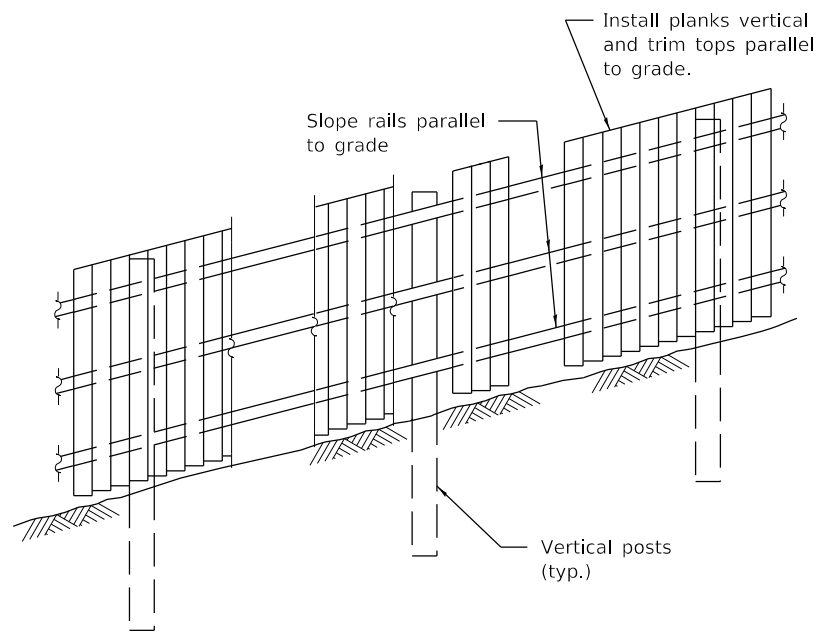 Install planks vertical
and trim tops parallel
to grade.
Slope rails parallel
to grade
Vertical posts
(typ.)